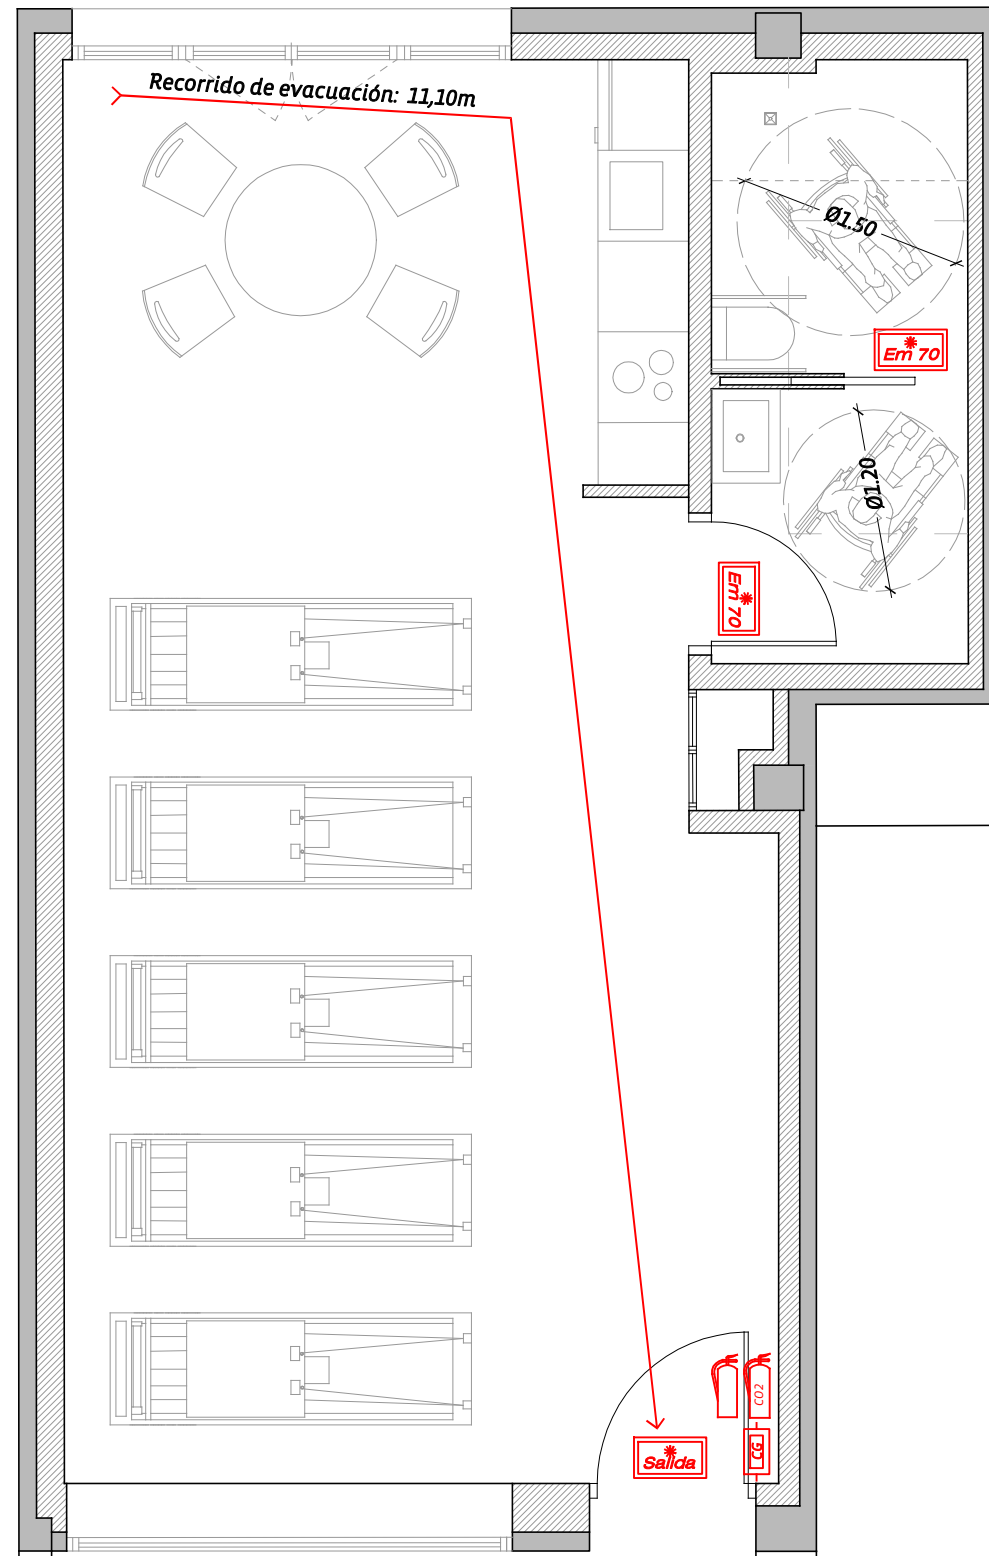 Recorrido de evacuación: 11,10m
Ø1.50
Em 70
Ø1.20
Em 70
CO2
CG
Salida